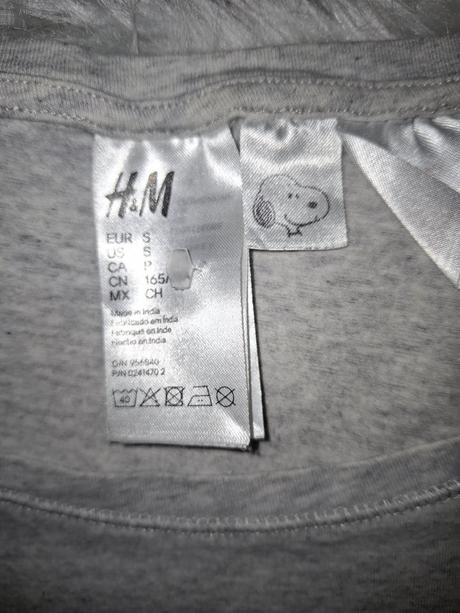 H&M
EUR S
US S
CA P
CN 165/
MX CH
Made in India
Fabricado em Índia
Fabriqué en Inde
Hecho en India
O/N 956840
P/N 0241470 2
40